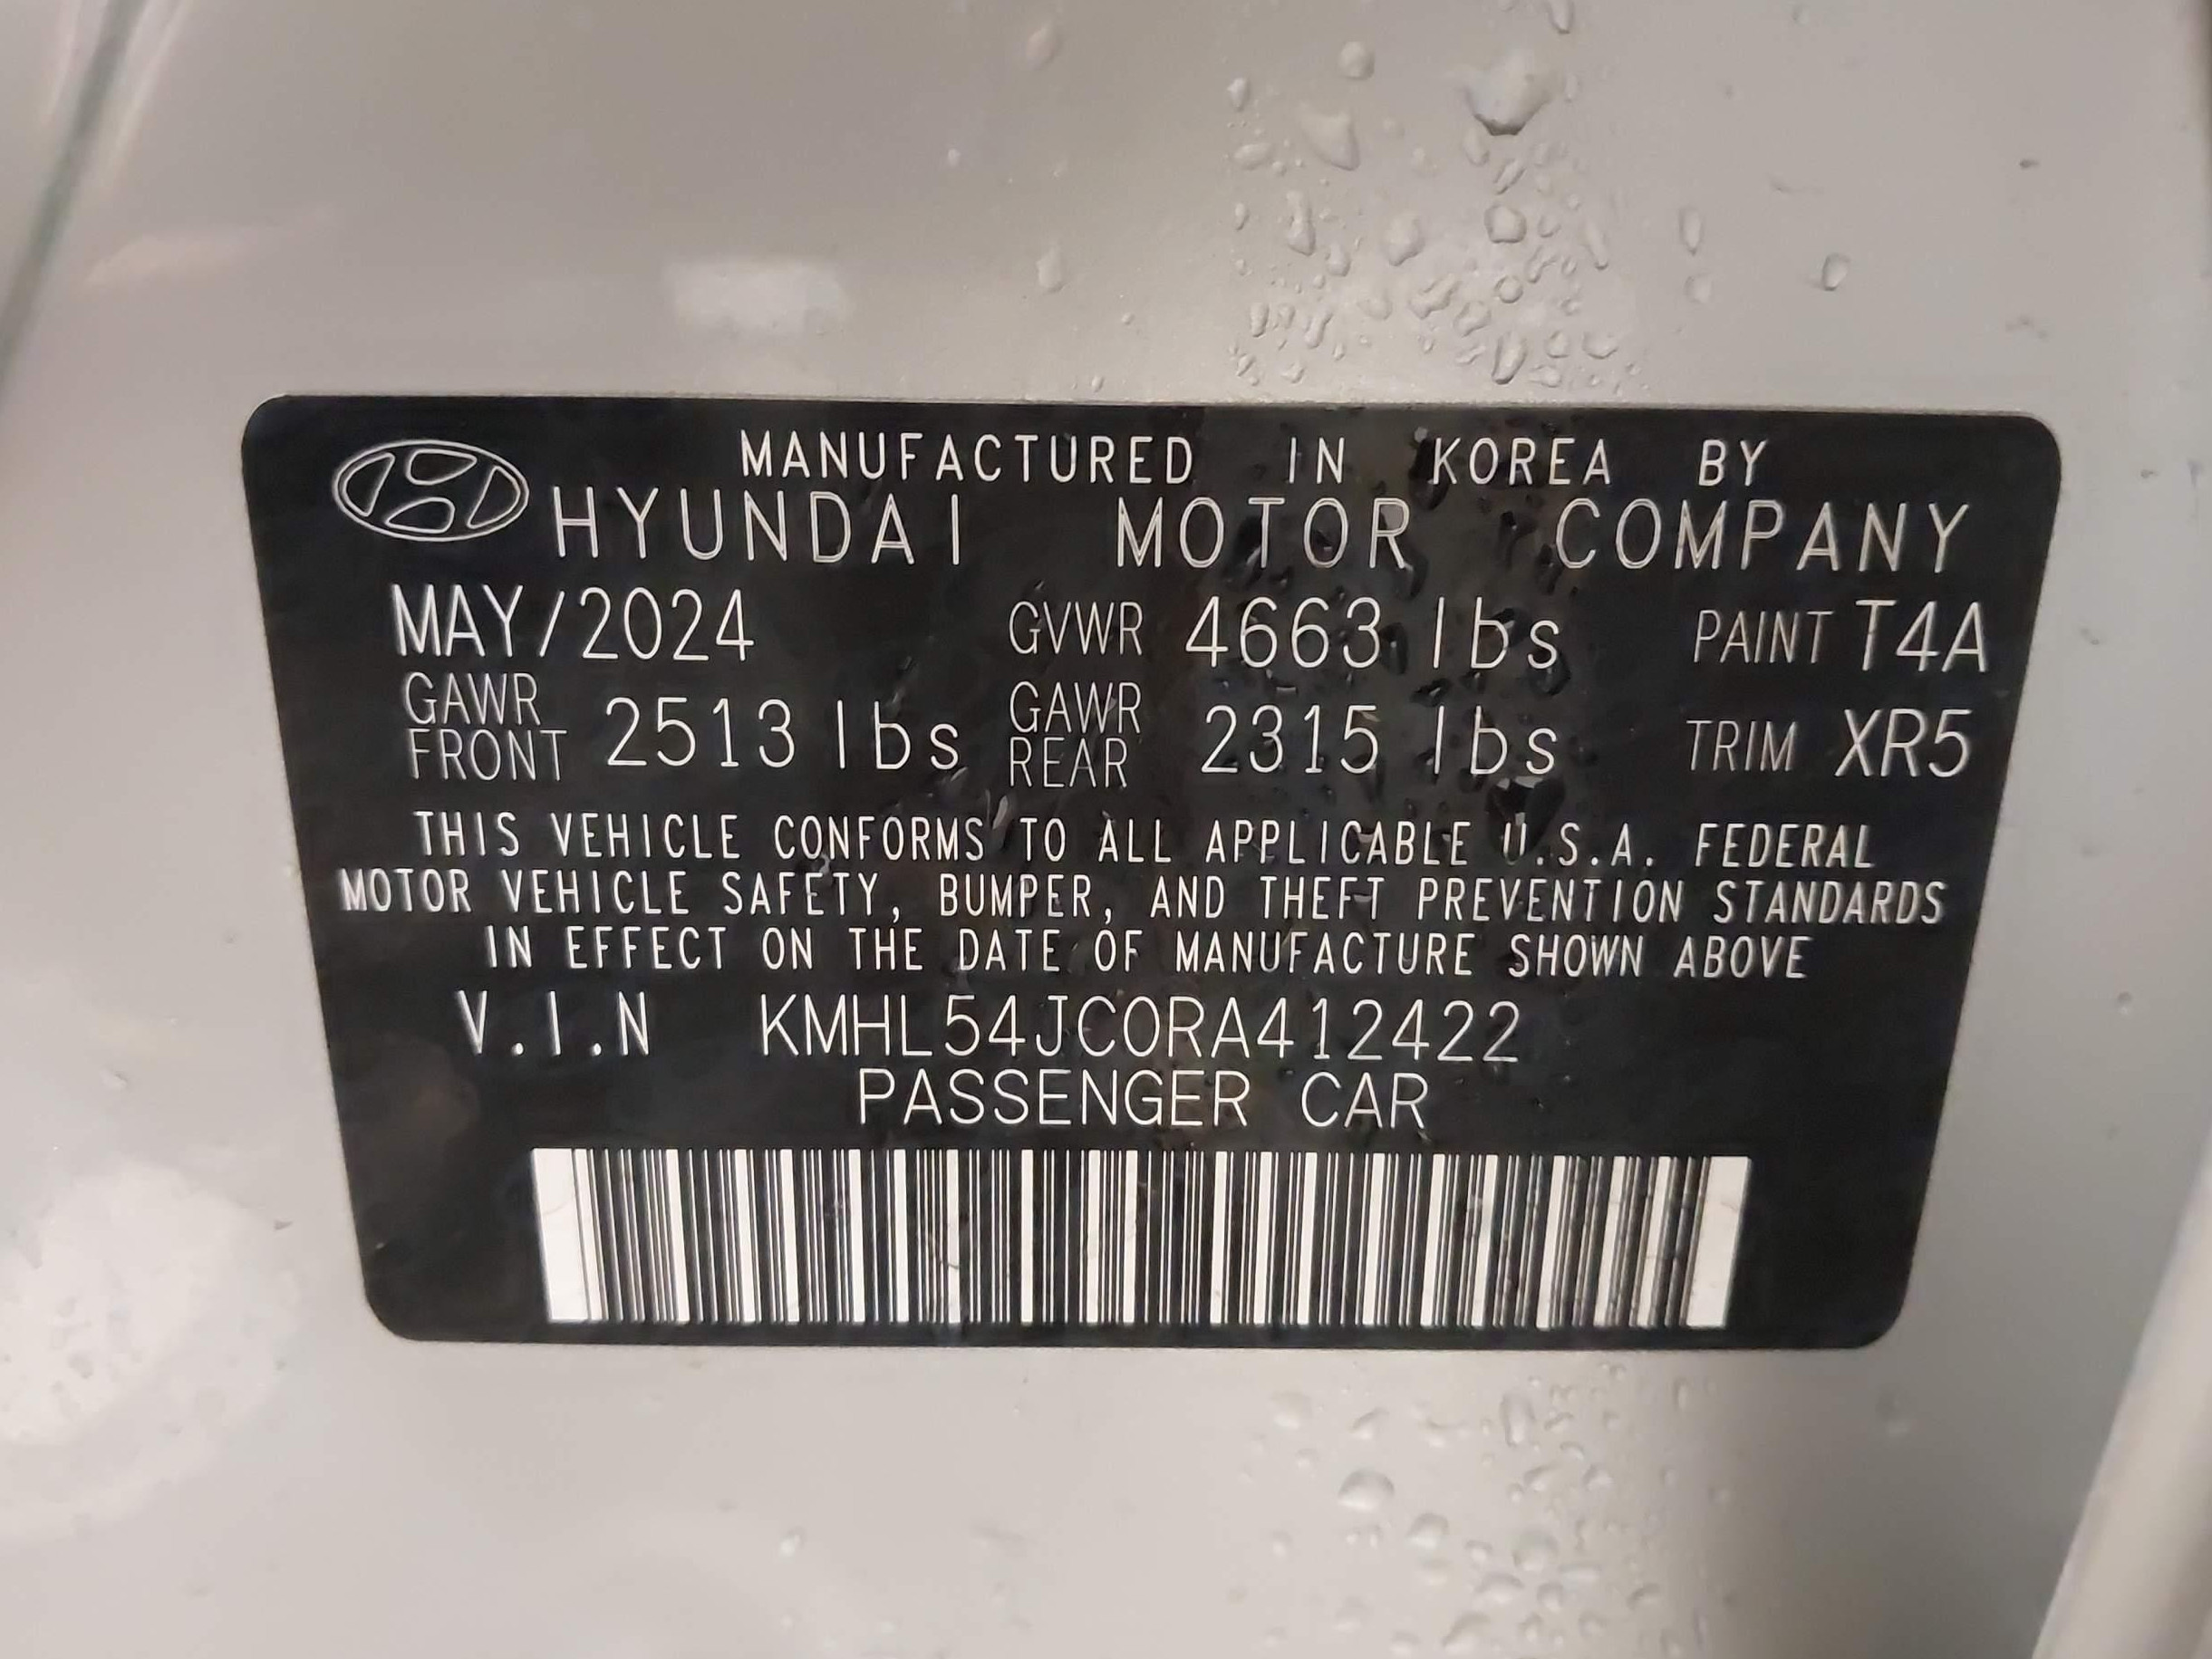 MANUFACTURED IN KOREA BY
HYUNDAI MOTOR COMPANY
MAY/2024 GVWR 4663 lbs PAINT T4A
GAWR FRONT 2513 lbs GAWR REAR 2315 lbs TRIM XR5
THIS VEHICLE CONFORMS TO ALL APPLICABLE U.S.A. FEDERAL
MOTOR VEHICLE SAFETY, BUMPER, AND THEFT PREVENTION STANDARDS
IN EFFECT ON THE DATE OF MANUFACTURE SHOWN ABOVE
V.I.N KMHL54JC0RA412422
PASSENGER CAR